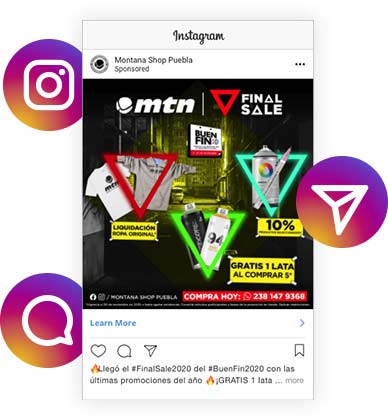 Instagram
Montana Shop Puebla
Sponsored
mtn
FINAL
SALE
BUEN
FIN
mtn
94
LIQUIDACIÓN
ROPA ORIGINAL*
10%
GRATIS 1 LATA
AL COMPRAR 5*
/ MONTANA SHOP PUEBLA
COMPRA HOY: 238 147 9368
Learn More
🔥Llegó el #FinalSale2020 del #BuenFin2020 con las
últimas promociones del año 🔥¡GRATIS 1 lata ... more